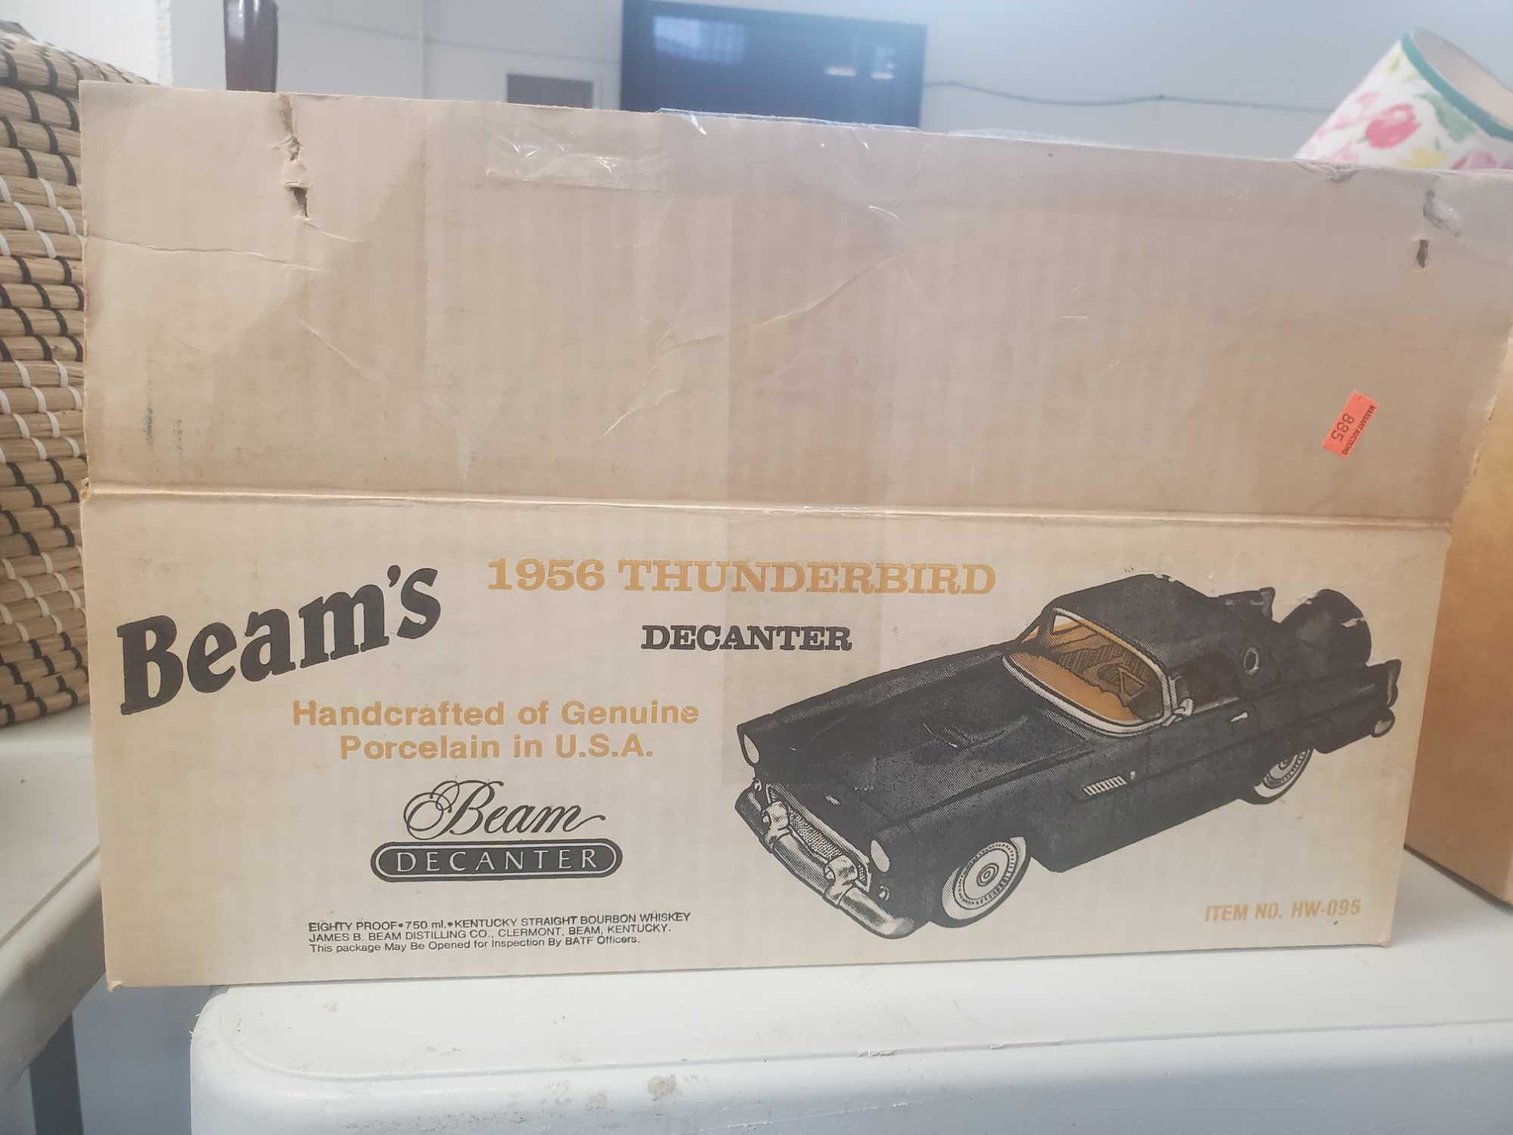 MASSART AUCTIONS
885
Beam's
1956 THUNDERBIRD
DECANTER
Handcrafted of Genuine
Porcelain in U.S.A.
Beam
DECANTER
EIGHTY PROOF•750 ml.•KENTUCKY STRAIGHT BOURBON WHISKEY
JAMES B. BEAM DISTILLING CO., CLERMONT, BEAM, KENTUCKY.
This package May Be Opened for Inspection By BATF Officers.
ITEM NO. HW-095